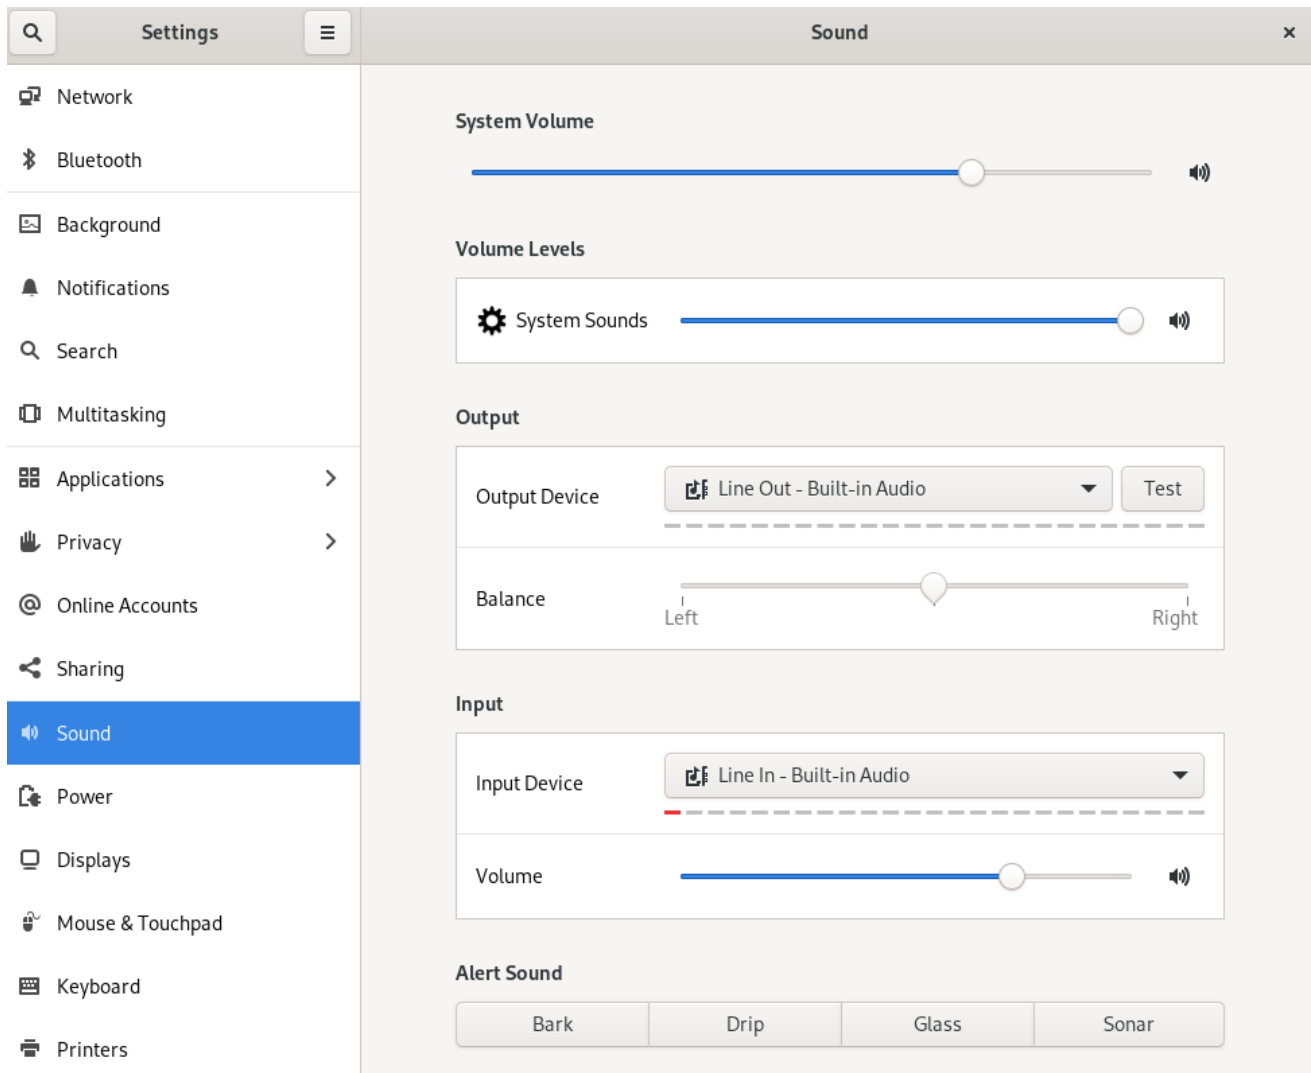 Settings
Sound
Network
Bluetooth
Background
Notifications
Search
Multitasking
Applications
Privacy
Online Accounts
Sharing
Sound
Power
Displays
Mouse & Touchpad
Keyboard
Printers
System Volume
Volume Levels
System Sounds
Output
Output Device
Line Out - Built-in Audio
Test
Balance
Left
Right
Input
Input Device
Line In - Built-in Audio
Volume
Alert Sound
Bark
Drip
Glass
Sonar